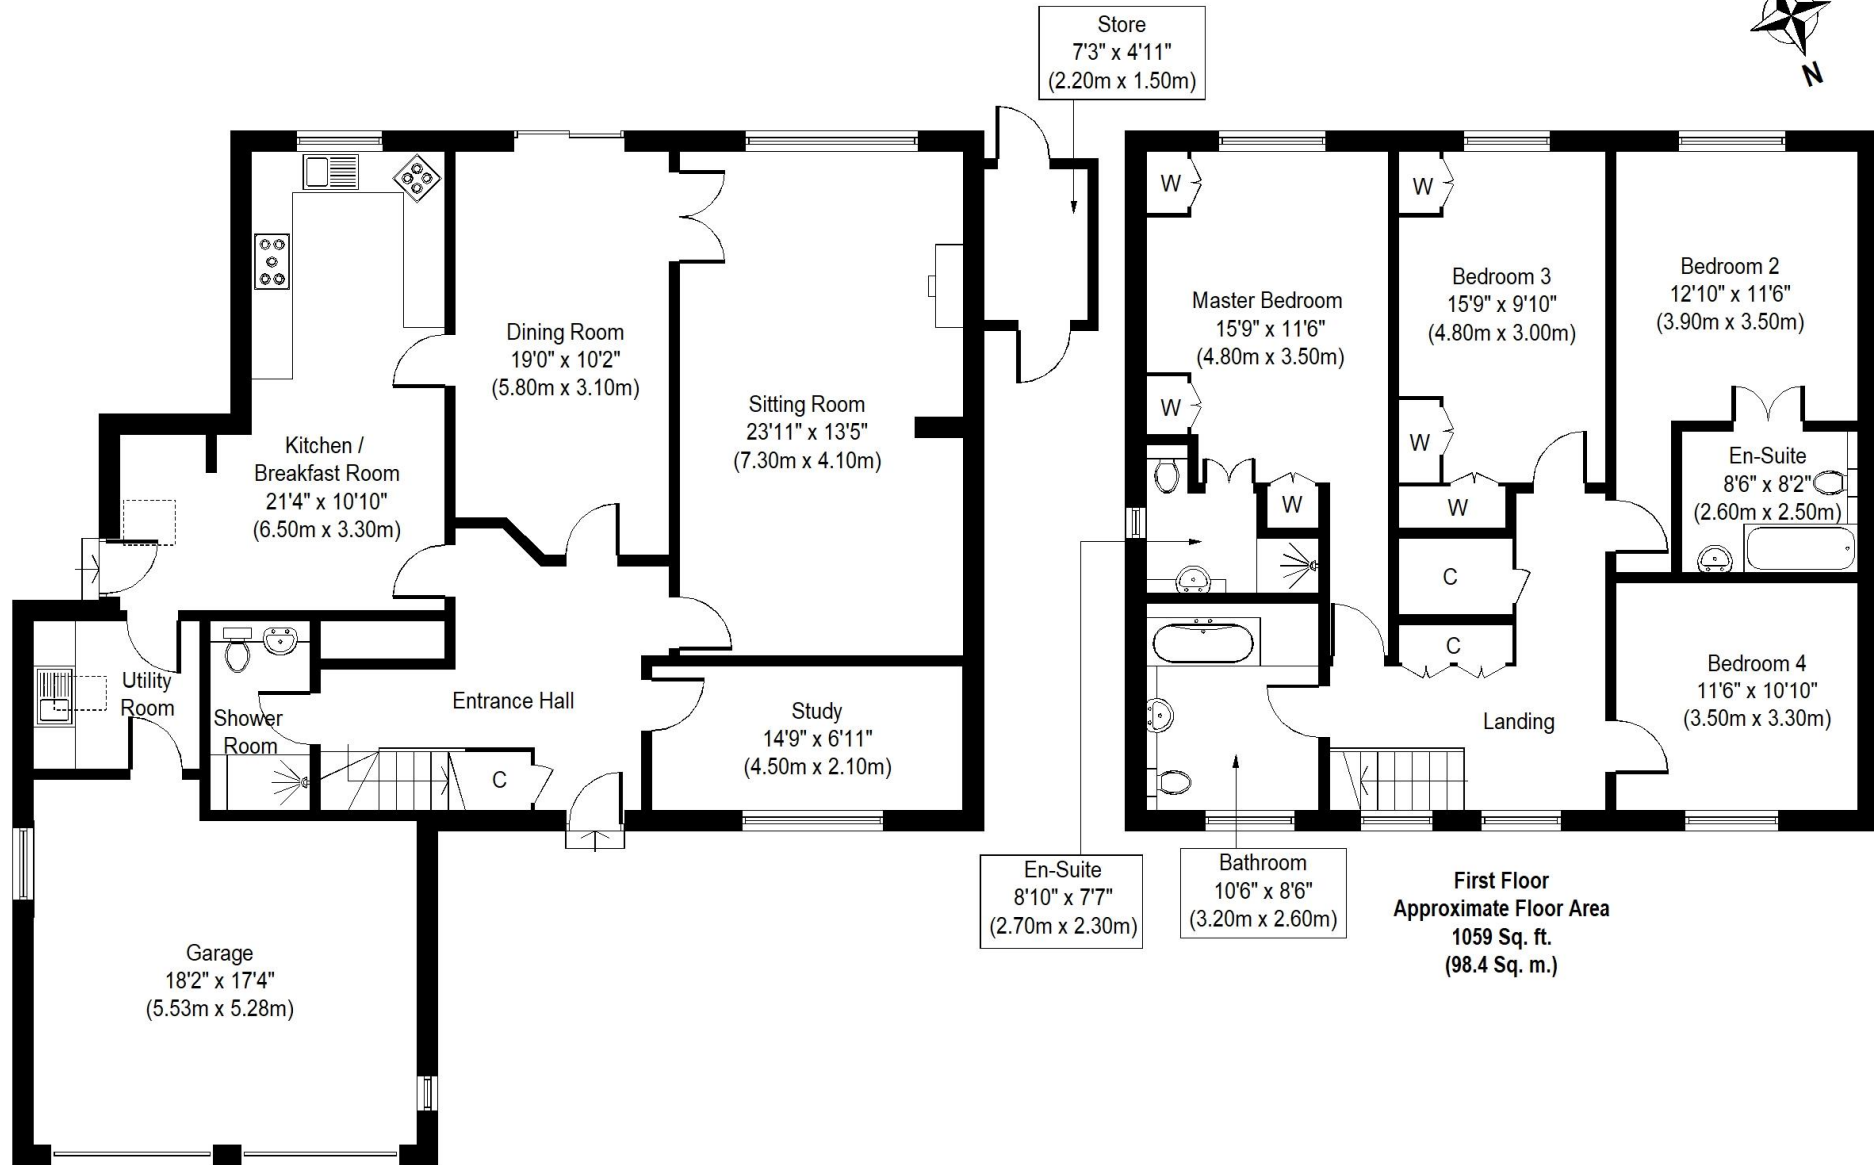 Store
7'3" x 4'11"
(2.20m x 1.50m)
N
Kitchen /
Breakfast Room
21'4" x 10'10"
(6.50m x 3.30m)
Dining Room
19'0" x 10'2"
(5.80m x 3.10m)
Sitting Room
23'11" x 13'5"
(7.30m x 4.10m)
Utility
Room
Shower
Room
Entrance Hall
C
Study
14'9" x 6'11"
(4.50m x 2.10m)
Garage
18'2" x 17'4"
(5.53m x 5.28m)
W
Master Bedroom
15'9" x 11'6"
(4.80m x 3.50m)
W
W
W
Bedroom 3
15'9" x 9'10"
(4.80m x 3.00m)
W
W
Bedroom 2
12'10" x 11'6"
(3.90m x 3.50m)
En-Suite
8'6" x 8'2"
(2.60m x 2.50m)
C
C
Landing
Bedroom 4
11'6" x 10'10"
(3.50m x 3.30m)
En-Suite
8'10" x 7'7"
(2.70m x 2.30m)
Bathroom
10'6" x 8'6"
(3.20m x 2.60m)
First Floor
Approximate Floor Area
1059 Sq. ft.
(98.4 Sq. m.)